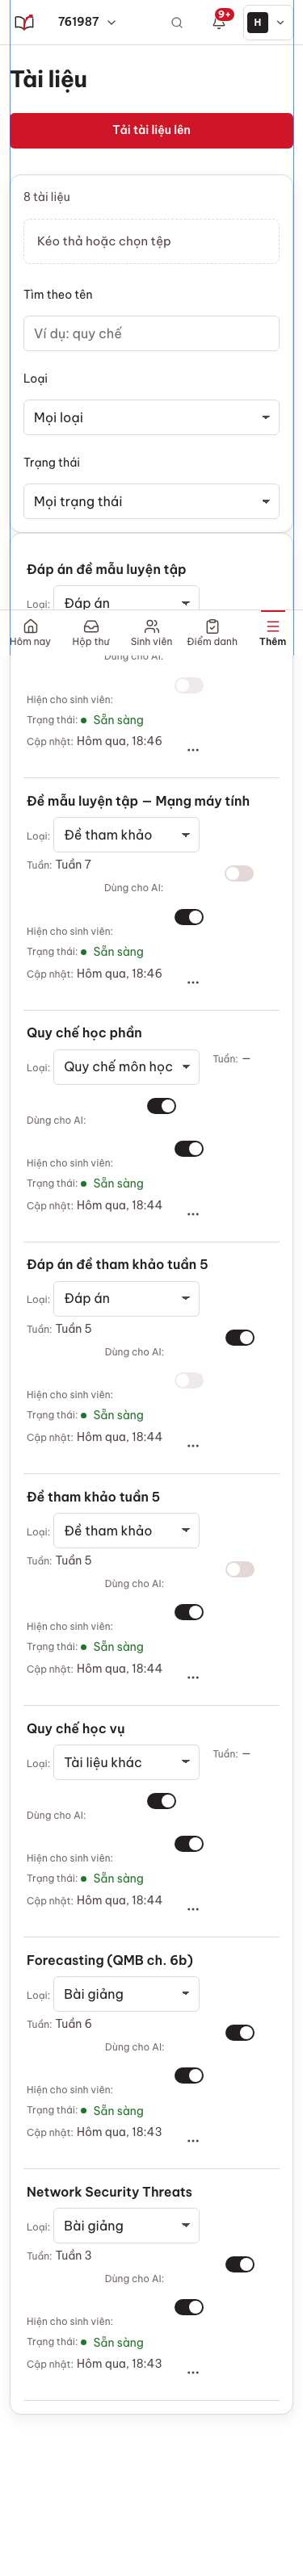 761987
9+
H
Tài liệu
Tải tài liệu lên
8 tài liệu
Kéo thả hoặc chọn tệp
Tìm theo tên
Ví dụ: quy chế
Loại
Mọi loại
Trạng thái
Mọi trạng thái
Đáp án đề mẫu luyện tập
Loại: Đáp án
Hôm nay Hộp thư Sinh viên Điểm danh Thêm
Dùng cho AI:
Hiện cho sinh viên:
Trạng thái: Sẵn sàng
Cập nhật: Hôm qua, 18:46
Đề mẫu luyện tập — Mạng máy tính
Loại: Đề tham khảo
Tuần: Tuần 7
Dùng cho AI:
Hiện cho sinh viên:
Trạng thái: Sẵn sàng
Cập nhật: Hôm qua, 18:46
Quy chế học phần
Loại: Quy chế môn học Tuần: —
Dùng cho AI:
Hiện cho sinh viên:
Trạng thái: Sẵn sàng
Cập nhật: Hôm qua, 18:44
Đáp án đề tham khảo tuần 5
Loại: Đáp án
Tuần: Tuần 5
Dùng cho AI:
Hiện cho sinh viên:
Trạng thái: Sẵn sàng
Cập nhật: Hôm qua, 18:44
Đề tham khảo tuần 5
Loại: Đề tham khảo
Tuần: Tuần 5
Dùng cho AI:
Hiện cho sinh viên:
Trạng thái: Sẵn sàng
Cập nhật: Hôm qua, 18:44
Quy chế học vụ
Loại: Tài liệu khác Tuần: —
Dùng cho AI:
Hiện cho sinh viên:
Trạng thái: Sẵn sàng
Cập nhật: Hôm qua, 18:44
Forecasting (QMB ch. 6b)
Loại: Bài giảng
Tuần: Tuần 6
Dùng cho AI:
Hiện cho sinh viên:
Trạng thái: Sẵn sàng
Cập nhật: Hôm qua, 18:43
Network Security Threats
Loại: Bài giảng
Tuần: Tuần 3
Dùng cho AI:
Hiện cho sinh viên:
Trạng thái: Sẵn sàng
Cập nhật: Hôm qua, 18:43